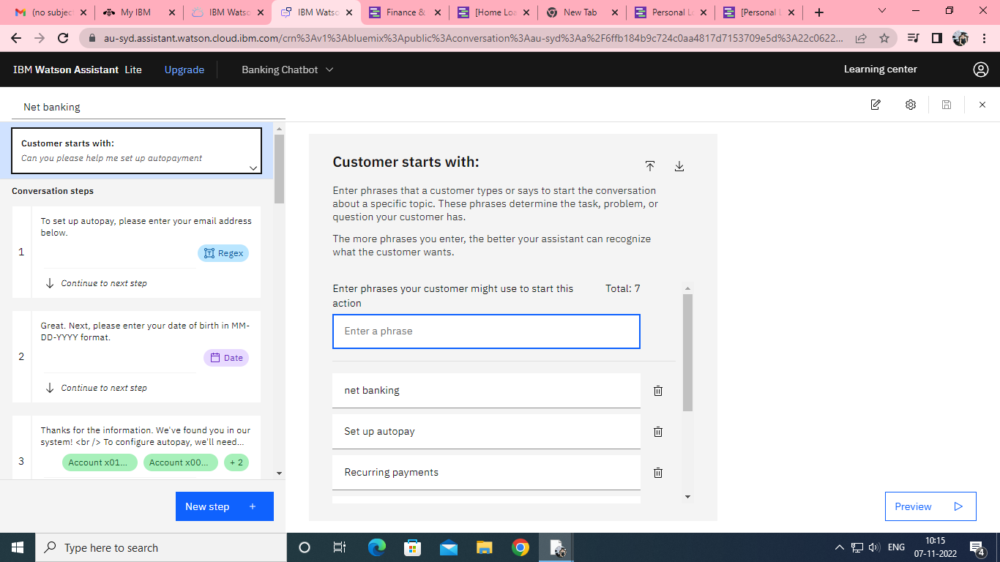 (no subject
My IBM
IBM Watso
IBM Watso
Finance &
[Home Loa
New Tab
Personal Lo
[Personal L
au-syd.assistant.watson.cloud.ibm.com/crn%3Av1%3Abluemix%3Apublic%3Aconversation%3Aau-syd%3Aa%2F6ffb184b9c724c0aa4817d7153709e5d%3A22c0622...
IBM Watson Assistant Lite
Upgrade
Banking Chatbot
Learning center
Net banking
Customer starts with:
Can you please help me set up autopayment
Conversation steps
1
To set up autopay, please enter your email address
below.
Regex
Continue to next step
2
Great. Next, please enter your date of birth in MM-
DD-YYYY format.
Date
Continue to next step
3
Thanks for the information. We've found you in our
system! <br /> To configure autopay, we'll need...
Account x01...
Account x00...
+ 2
New step +
Customer starts with:
Enter phrases that a customer types or says to start the conversation
about a specific topic. These phrases determine the task, problem, or
question your customer has.
The more phrases you enter, the better your assistant can recognize
what the customer wants.
Enter phrases your customer might use to start this
action
Total: 7
Enter a phrase
net banking
Set up autopay
Recurring payments
Preview
Type here to search
ENG
10:15
07-11-2022
4